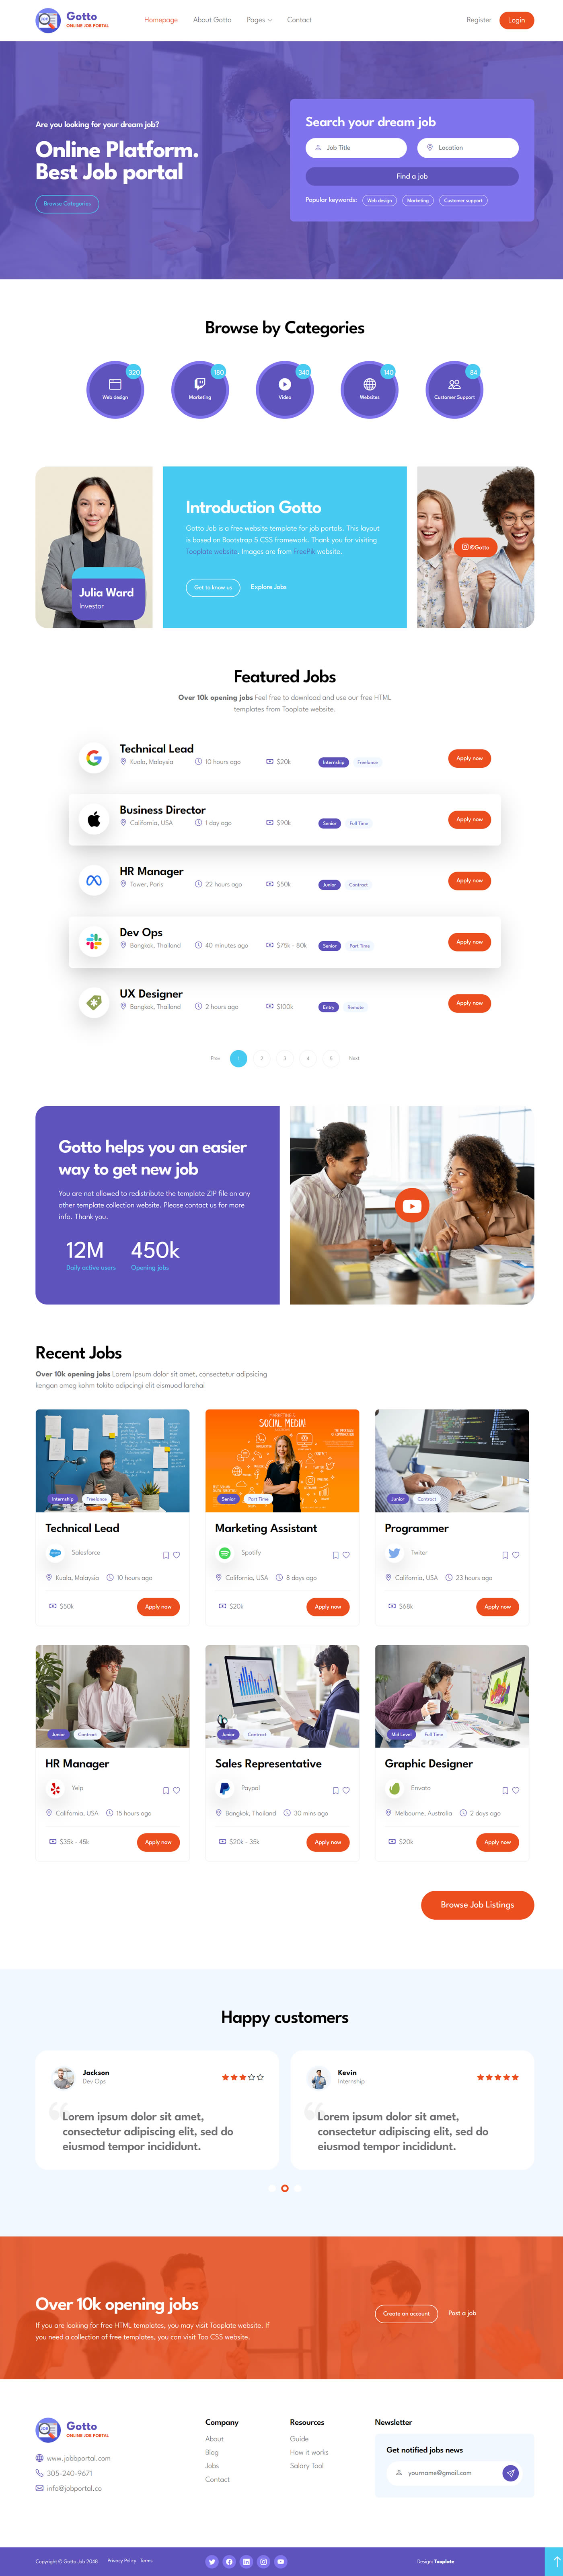 Gotto
ONLINE JOB PORTAL
Homepage
About Gotto
Pages
Contact
Register
Login
Are you looking for your dream job?
Online Platform.
Best Job portal
Browse Categories
Search your dream job
Job Title
Location
Find a job
Popular keywords:
Web design
Marketing
Customer support
Browse by Categories
320
Web design
180
Marketing
340
Video
140
Websites
84
Customer Support
Julia Ward
Investor
Introduction Gotto
Gotto Job is a free website template for job portals. This layout
is based on Bootstrap 5 CSS framework. Thank you for visiting
Tooplate website. Images are from FreePik website.
Get to know us
Explore Jobs
@Gotto
Featured Jobs
Over 10k opening jobs Feel free to download and use our free HTML
templates from Tooplate website.
Technical Lead
Kuala, Malaysia
10 hours ago
$20k
Internship
Freelance
Apply now
Business Director
California, USA
1 day ago
$90k
Senior
Full Time
Apply now
HR Manager
Tower, Paris
22 hours ago
$50k
Junior
Contract
Apply now
Dev Ops
Bangkok, Thailand
40 minutes ago
$75k - 80k
Senior
Part Time
Apply now
UX Designer
Bangkok, Thailand
2 hours ago
$100k
Entry
Remote
Apply now
Prev
1
2
3
4
5
Next
Gotto helps you an easier
way to get new job
You are not allowed to redistribute the template ZIP file on any
other template collection website. Please contact us for more
info. Thank you.
12M
Daily active users
450k
Opening jobs
Recent Jobs
Over 10k opening jobs Lorem Ipsum dolor sit amet, consectetur adipsicing
kengan omeg kohm tokito adipcingi elit eismuod larehai
Internship
Freelance
Technical Lead
Salesforce
Kuala, Malaysia
10 hours ago
$50k
Apply now
SOCIAL MEDIA!
Senior
Part Time
Marketing Assistant
Spotify
California, USA
8 days ago
$20k
Apply now
Junior
Contract
Programmer
Twiter
California, USA
23 hours ago
$68k
Apply now
Junior
Contract
HR Manager
Yelp
California, USA
15 hours ago
$35k - 45k
Apply now
Junior
Contract
Sales Representative
Paypal
Bangkok, Thailand
30 mins ago
$20k - 35k
Apply now
Mid Level
Full Time
Graphic Designer
Envato
Melbourne, Australia
2 days ago
$20k
Apply now
Browse Job Listings
Happy customers
Jackson
Dev Ops
Lorem ipsum dolor sit amet,
consectetur adipiscing elit, sed do
eiusmod tempor incididunt.
Kevin
Internship
Lorem ipsum dolor sit amet,
consectetur adipiscing elit, sed do
eiusmod tempor incididunt.
Over 10k opening jobs
If you are looking for free HTML templates, you may visit Tooplate website. If
you need a collection of free templates, you can visit Too CSS website.
Create an account
Post a job
Gotto
ONLINE JOB PORTAL
www.jobbportal.com
305-240-9671
info@jobportal.co
Company
About
Blog
Jobs
Contact
Resources
Guide
How it works
Salary Tool
Newsletter
Get notified jobs news
yourname@gmail.com
Copyright © Gotto Job 2048
Privacy Policy
Terms
Design: Tooplate